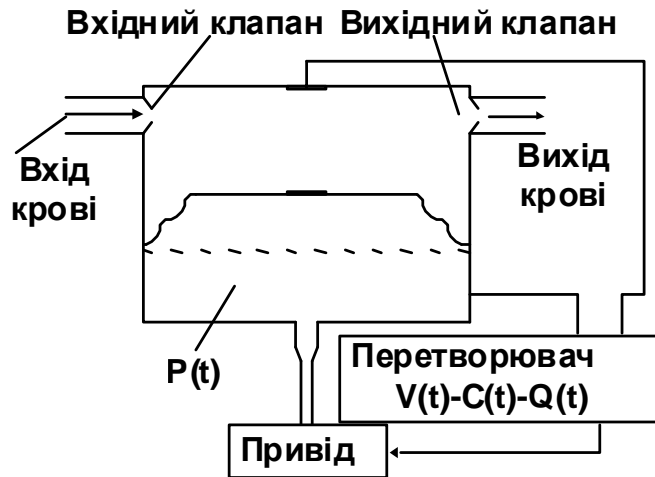 Вхідний клапан Вихідний клапан
Вхід
крові
Вихід
крові
P(t)
Перетворювач
V(t)-C(t)-Q(t)
Привід